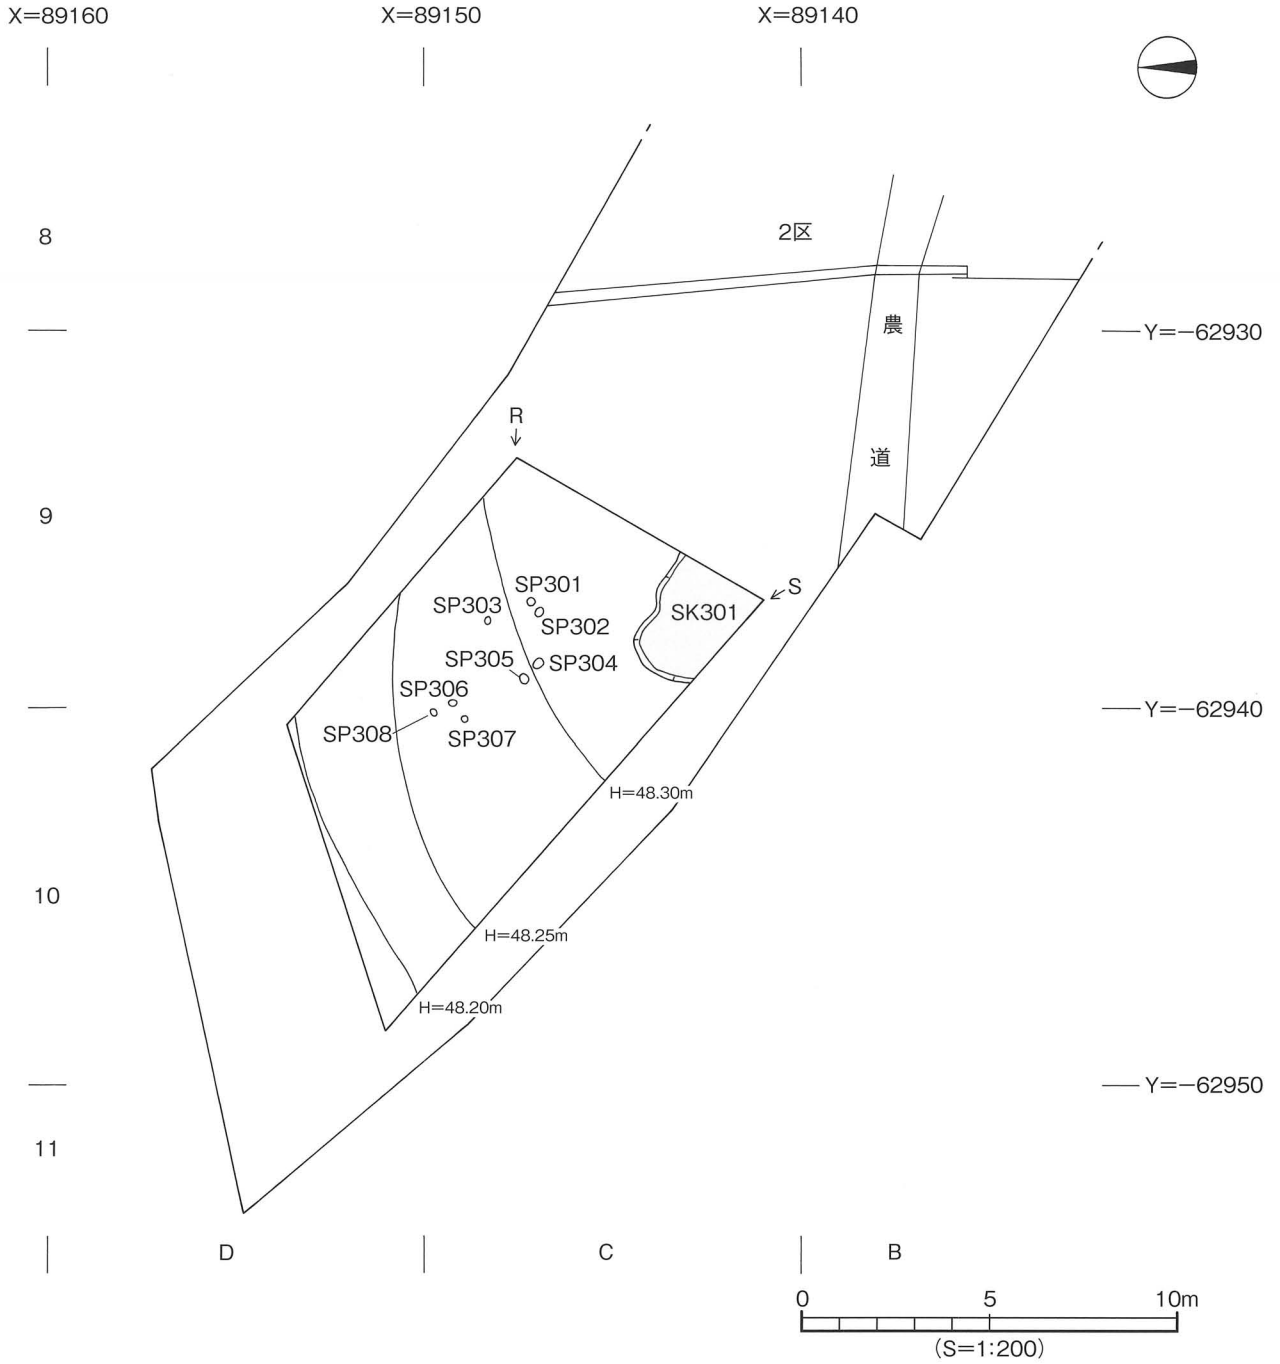 X=89160
X=89150
X=89140
8
2区
農
Y=−62930
道
R
9
S
SP301
SP303
SK301
SP302
SP305
SP304
SP306
Y=−62940
SP308
SP307
H=48.30m
10
H=48.25m
H=48.20m
Y=−62950
11
D
C
B
0
5
10m
(S=1:200)